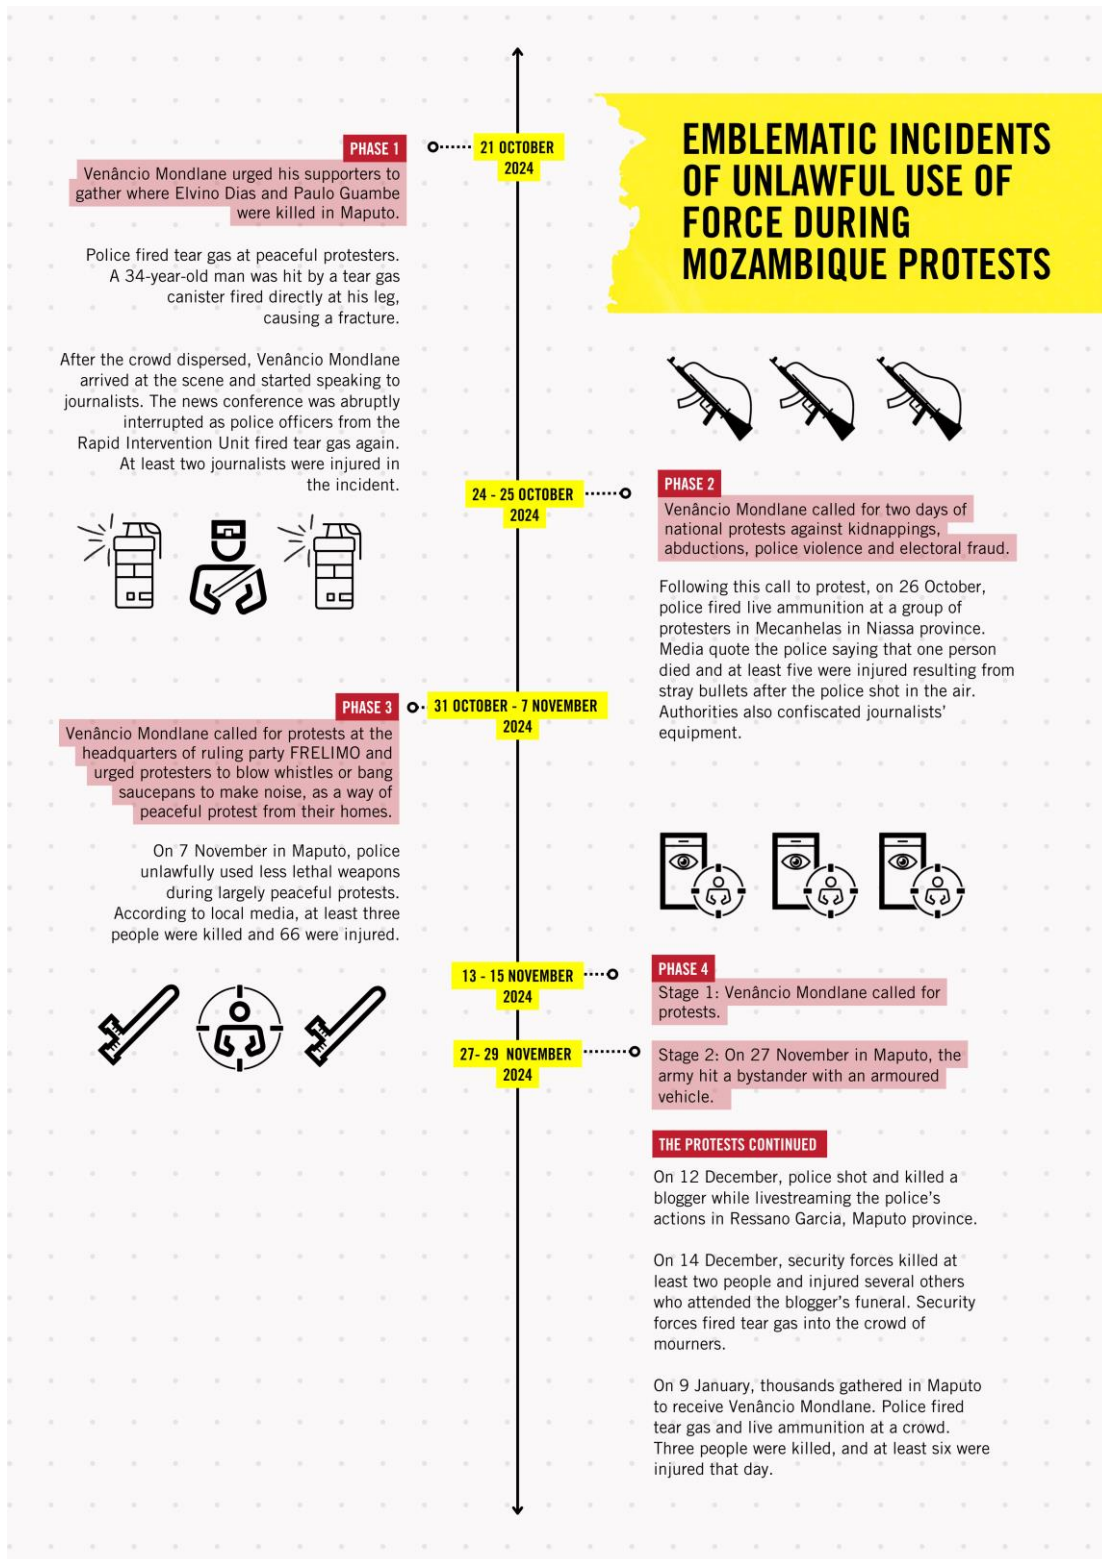 EMBLEMATIC INCIDENTS
OF UNLAWFUL USE OF
FORCE DURING
MOZAMBIQUE PROTESTS
21 OCTOBER
2024
PHASE 1
Venâncio Mondlane urged his supporters to
gather where Elvino Dias and Paulo Guambe
were killed in Maputo.
Police fired tear gas at peaceful protesters.
A 34-year-old man was hit by a tear gas
canister fired directly at his leg,
causing a fracture.
After the crowd dispersed, Venâncio Mondlane
arrived at the scene and started speaking to
journalists. The news conference was abruptly
interrupted as police officers from the
Rapid Intervention Unit fired tear gas again.
At least two journalists were injured in
the incident.
24 - 25 OCTOBER
2024
PHASE 2
Venâncio Mondlane called for two days of
national protests against kidnappings,
abductions, police violence and electoral fraud.
Following this call to protest, on 26 October,
police fired live ammunition at a group of
protesters in Mecanhelas in Niassa province.
Media quote the police saying that one person
died and at least five were injured resulting from
stray bullets after the police shot in the air.
Authorities also confiscated journalists'
equipment.
31 OCTOBER - 7 NOVEMBER
2024
PHASE 3
Venâncio Mondlane called for protests at the
headquarters of ruling party FRELIMO and
urged protesters to blow whistles or bang
saucepans to make noise, as a way of
peaceful protest from their homes.
On 7 November in Maputo, police
unlawfully used less lethal weapons
during largely peaceful protests.
According to local media, at least three
people were killed and 66 were injured.
13 - 15 NOVEMBER
2024
PHASE 4
Stage 1: Venâncio Mondlane called for
protests.
27- 29 NOVEMBER
2024
Stage 2: On 27 November in Maputo, the
army hit a bystander with an armoured
vehicle.
THE PROTESTS CONTINUED
On 12 December, police shot and killed a
blogger while livestreaming the police's
actions in Ressano Garcia, Maputo province.
On 14 December, security forces killed at
least two people and injured several others
who attended the blogger's funeral. Security
forces fired tear gas into the crowd of
mourners.
On 9 January, thousands gathered in Maputo
to receive Venâncio Mondlane. Police fired
tear gas and live ammunition at a crowd.
Three people were killed, and at least six were
injured that day.